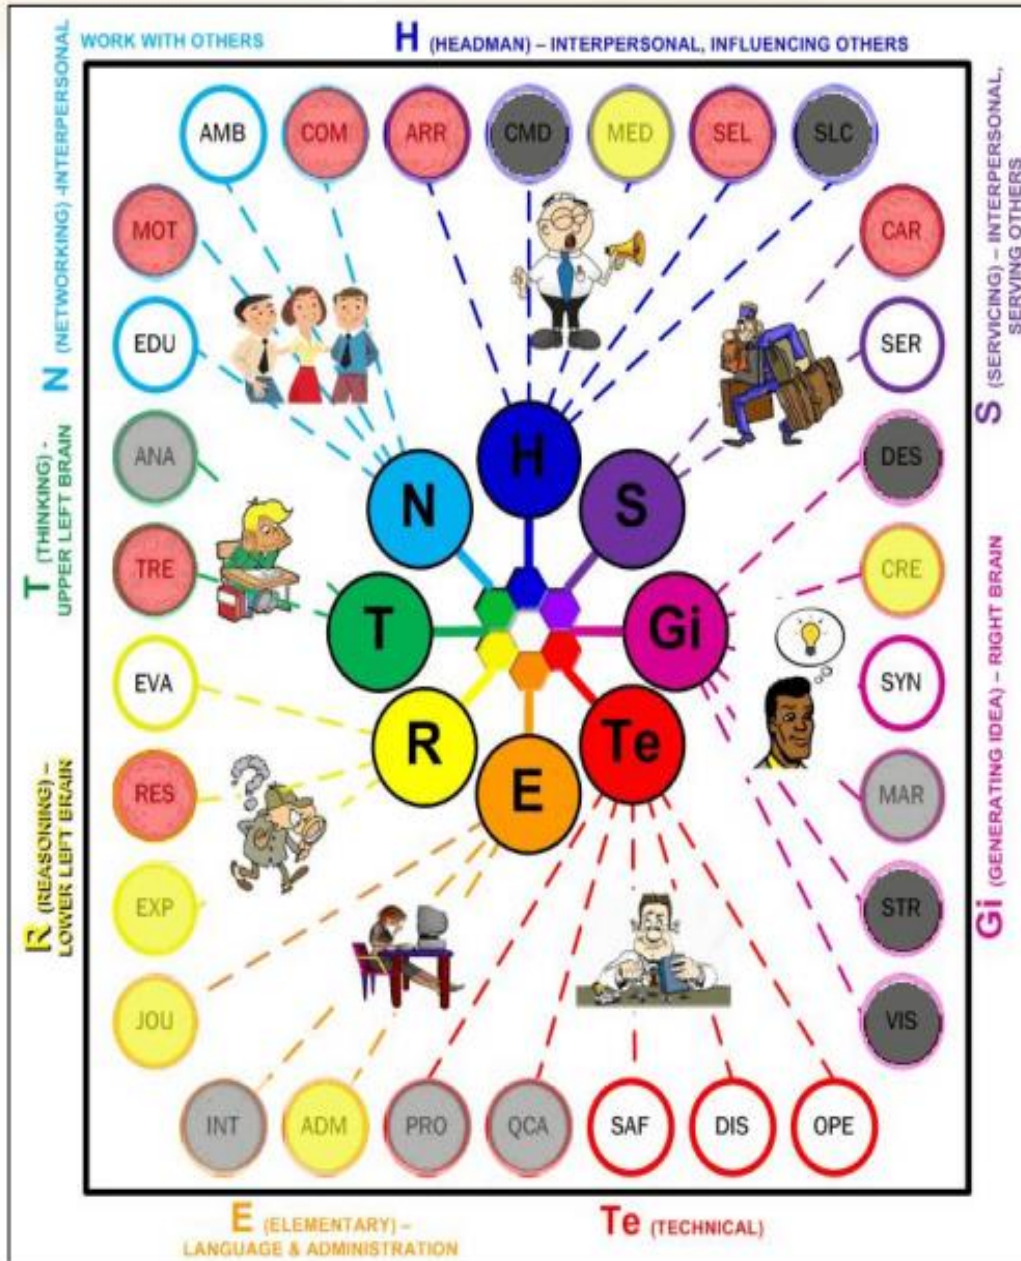 WORK WITH OTHERS
H (HEADMAN) – INTERPERSONAL, INFLUENCING OTHERS
N (NETWORKING) -INTERPERSONAL
T (THINKING) -
UPPER LEFT BRAIN
R (REASONING) –
LOWER LEFT BRAIN
AMB
COM
ARR
CMD
MED
SEL
SLC
MOT
CAR
EDU
SER
ANA
DES
TRE
CRE
EVA
SYN
RES
MAR
EXP
STR
JOU
VIS
INT
ADM
PRO
QCA
SAF
DIS
OPE
H
N
S
T
Gi
R
Te
E
S (SERVICING) – INTERPERSONAL,
SERVING OTHERS
Gi (GENERATING IDEA) – RIGHT BRAIN
E (ELEMENTARY) –
LANGUAGE & ADMINISTRATION
Te (TECHNICAL)